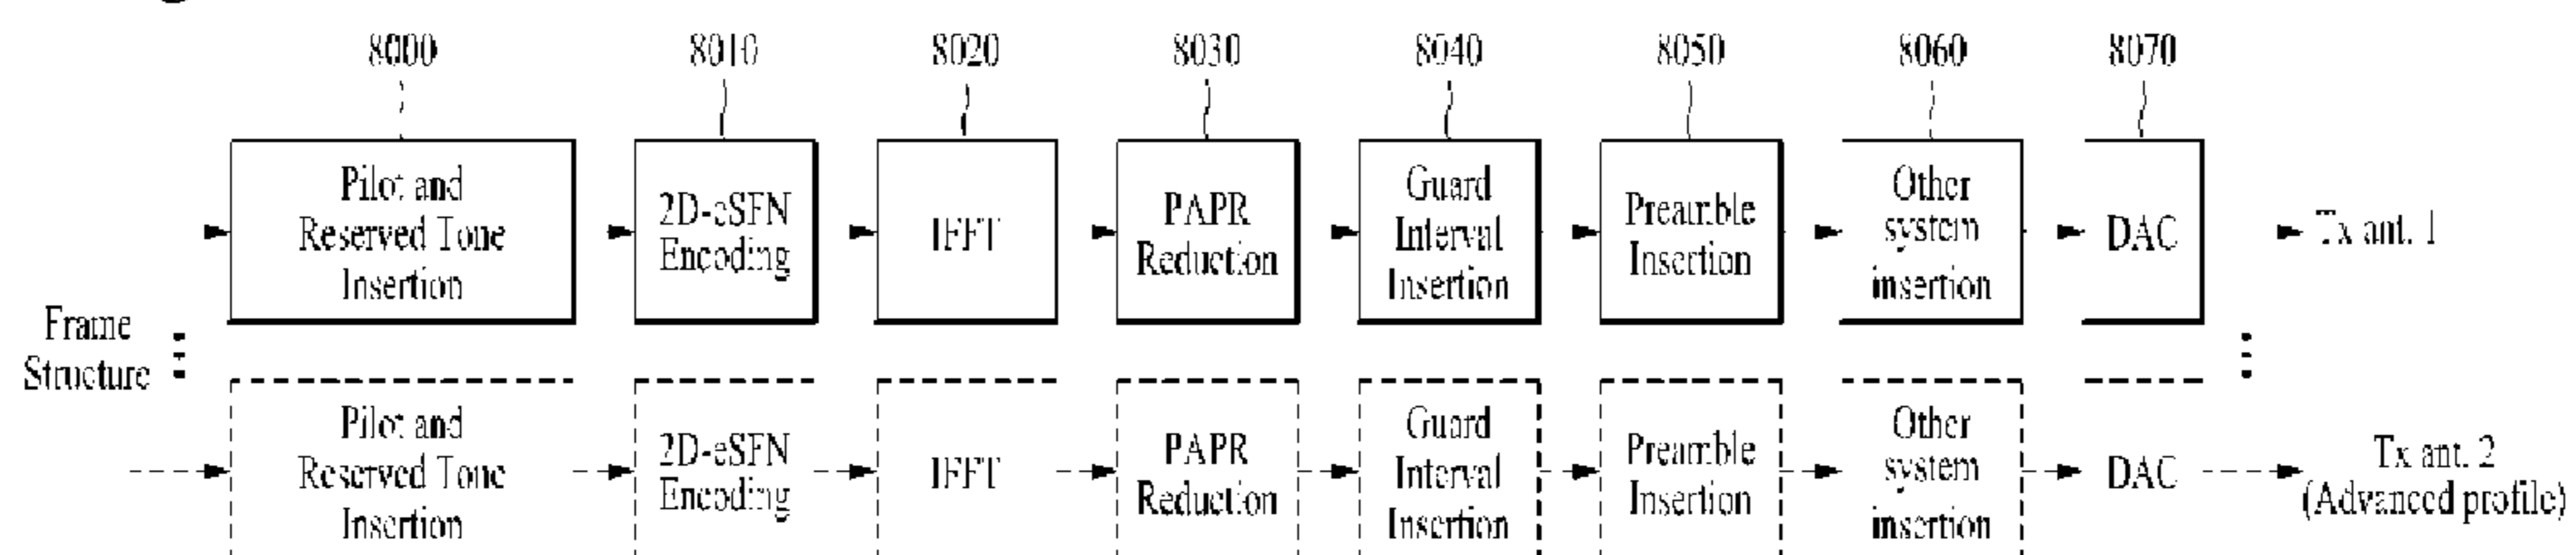 8000 8010 8020 8030 8040 8050 8060 8070
Pilot and
Reserved Tone
Insertion
2D-eSFN
Encoding
IFFT
PAPR
Reduction
Guard
Interval
Insertion
Preamble
Insertion
Other
system
insertion
DAC
Tx ant. 1
Frame
Structure
Pilot and
Reserved Tone
Insertion
2D-eSFN
Encoding
IFFT
PAPR
Reduction
Guard
Interval
Insertion
Preamble
Insertion
Other
system
insertion
DAC
Tx ant. 2
(Advanced profile)